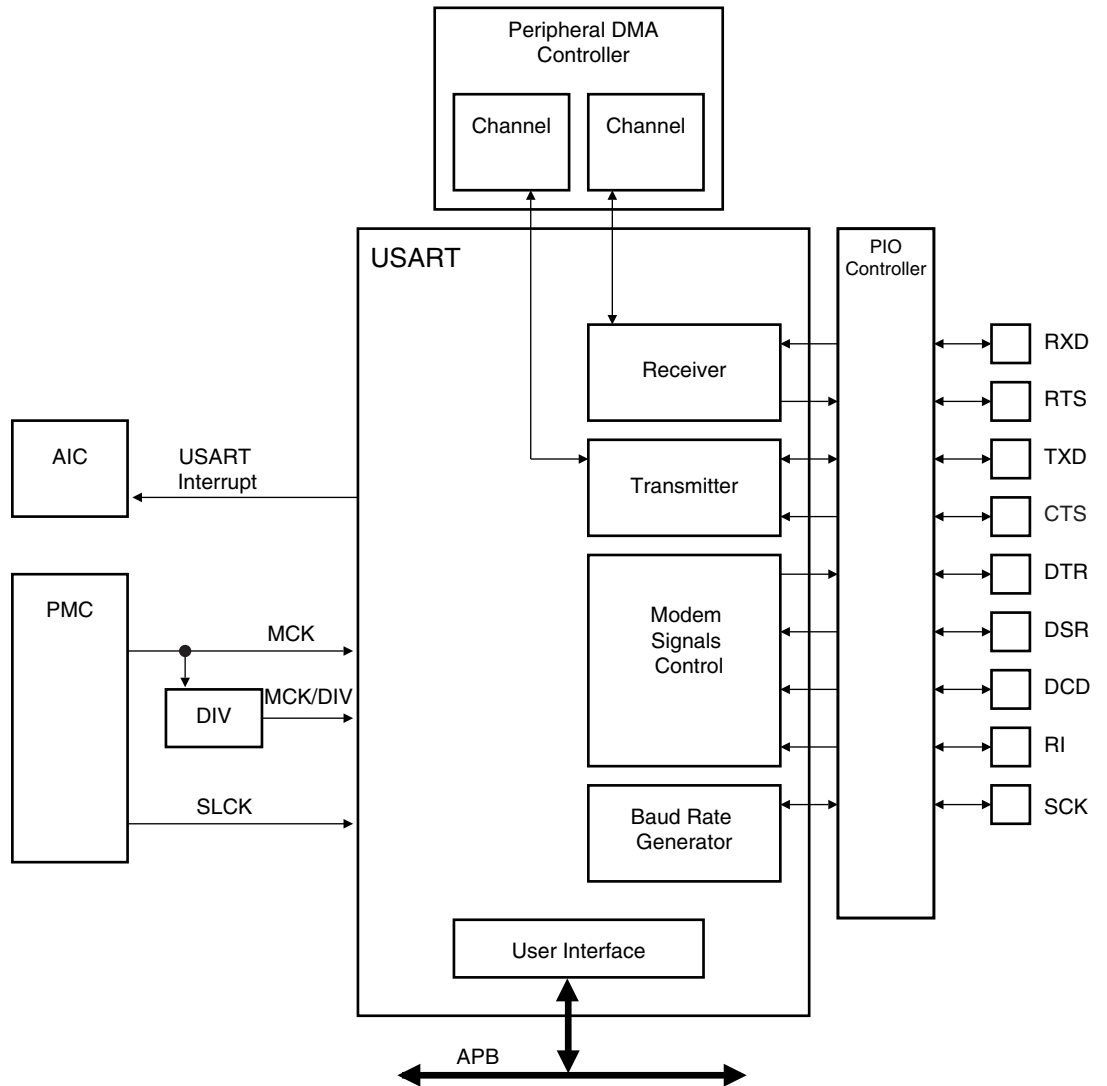 Peripheral DMA
Controller
Channel
Channel
USART
PIO
Controller
Receiver
RXD
RTS
AIC
USART
Interrupt
Transmitter
TXD
CTS
PMC
MCK
DIV
MCK/DIV
SLCK
Modem
Signals
Control
DTR
DSR
DCD
RI
Baud Rate
Generator
SCK
User Interface
APB